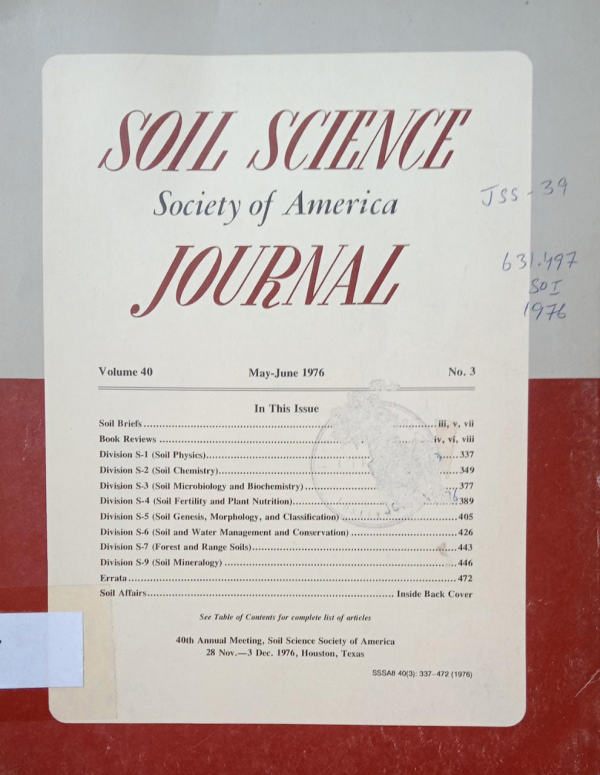 SOIL SCIENCE
Society of America
JOURNAL
JSS - 39
631.497
SOI
1976
Volume 40 May-June 1976 No. 3
In This Issue
Soil Briefs iii, v, vii
Book Reviews iv, vi, viii
Division S-1 (Soil Physics) 337
Division S-2 (Soil Chemistry) 349
Division S-3 (Soil Microbiology and Biochemistry) 377
Division S-4 (Soil Fertility and Plant Nutrition) 389
Division S-5 (Soil Genesis, Morphology, and Classification) 405
Division S-6 (Soil and Water Management and Conservation) 426
Division S-7 (Forest and Range Soils) 443
Division S-9 (Soil Mineralogy) 446
Errata 472
Soil Affairs Inside Back Cover
See Table of Contents for complete list of articles
40th Annual Meeting, Soil Science Society of America
28 Nov.—3 Dec. 1976, Houston, Texas
SSSA8 40(3): 337–472 (1976)